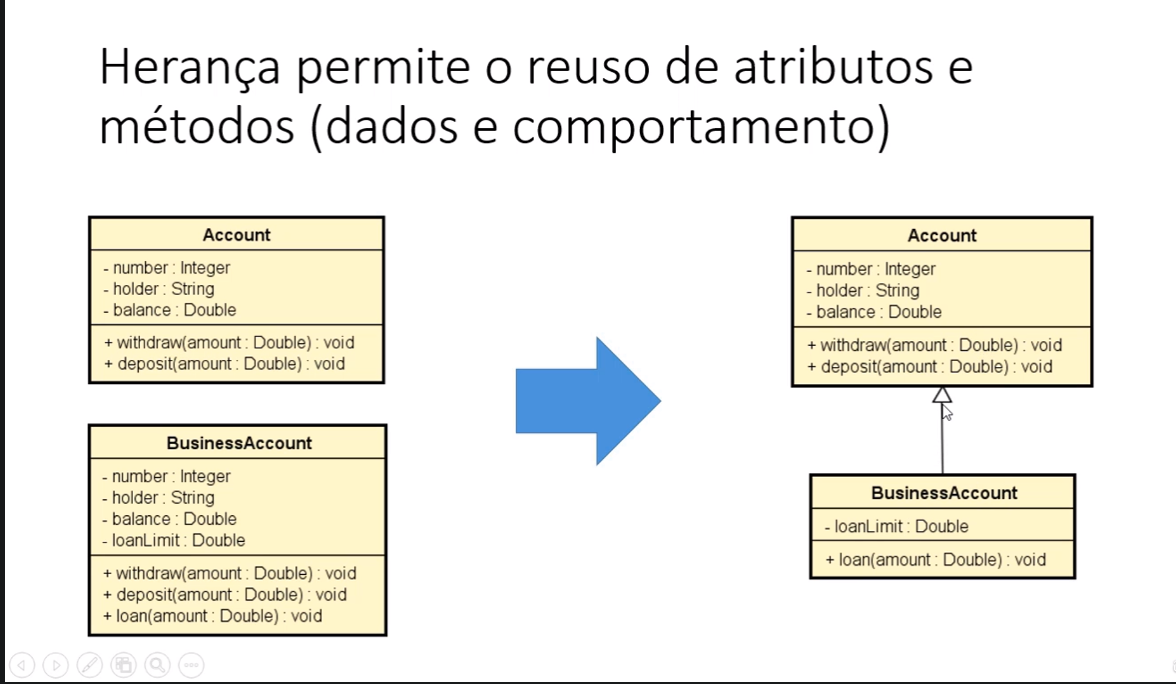 Herança permite o reuso de atributos e
métodos (dados e comportamento)
Account
- number : Integer
- holder : String
- balance : Double
+ withdraw(amount : Double) : void
+ deposit(amount : Double) : void
BusinessAccount
- number : Integer
- holder : String
- balance : Double
- loanLimit : Double
+ withdraw(amount : Double) : void
+ deposit(amount : Double) : void
+ loan(amount : Double) : void
Account
- number : Integer
- holder : String
- balance : Double
+ withdraw(amount : Double) : void
+ deposit(amount : Double) : void
BusinessAccount
- loanLimit : Double
+ loan(amount : Double) : void